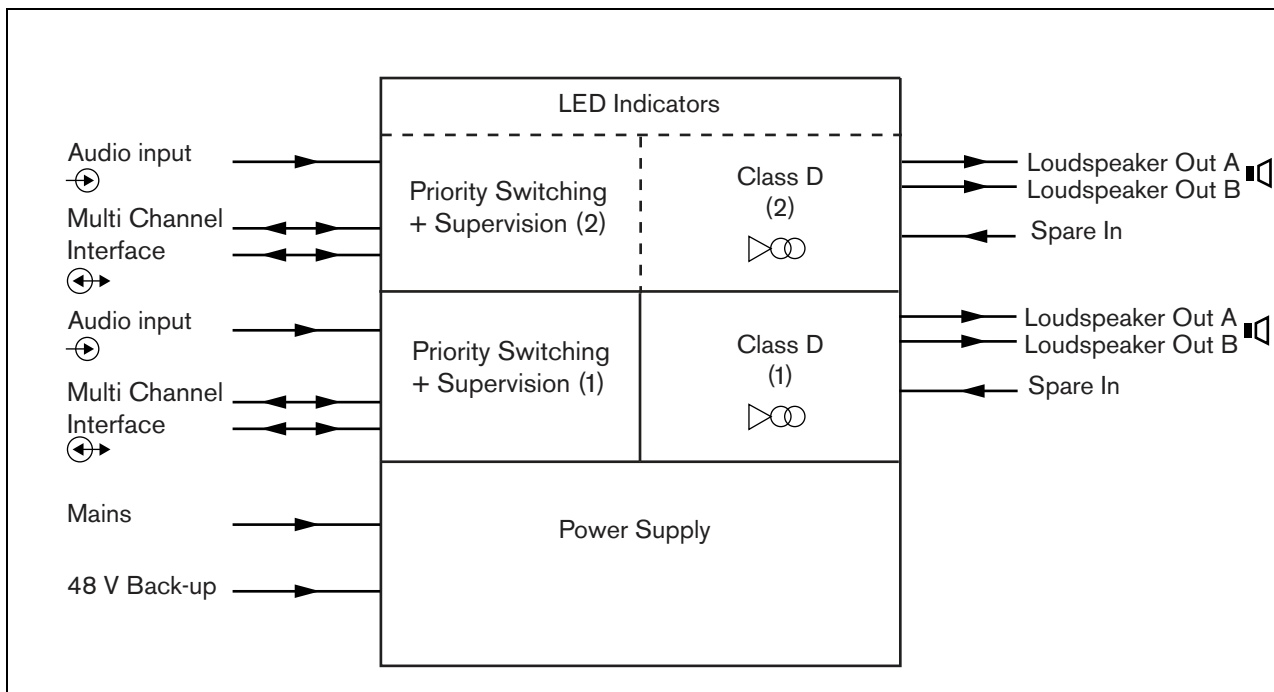 LED Indicators
Audio input
Multi Channel
Interface
Priority Switching
+ Supervision (2)
Class D
(2)
Loudspeaker Out A
Loudspeaker Out B
Spare In
Audio input
Multi Channel
Interface
Priority Switching
+ Supervision (1)
Class D
(1)
Loudspeaker Out A
Loudspeaker Out B
Spare In
Mains
48 V Back-up
Power Supply